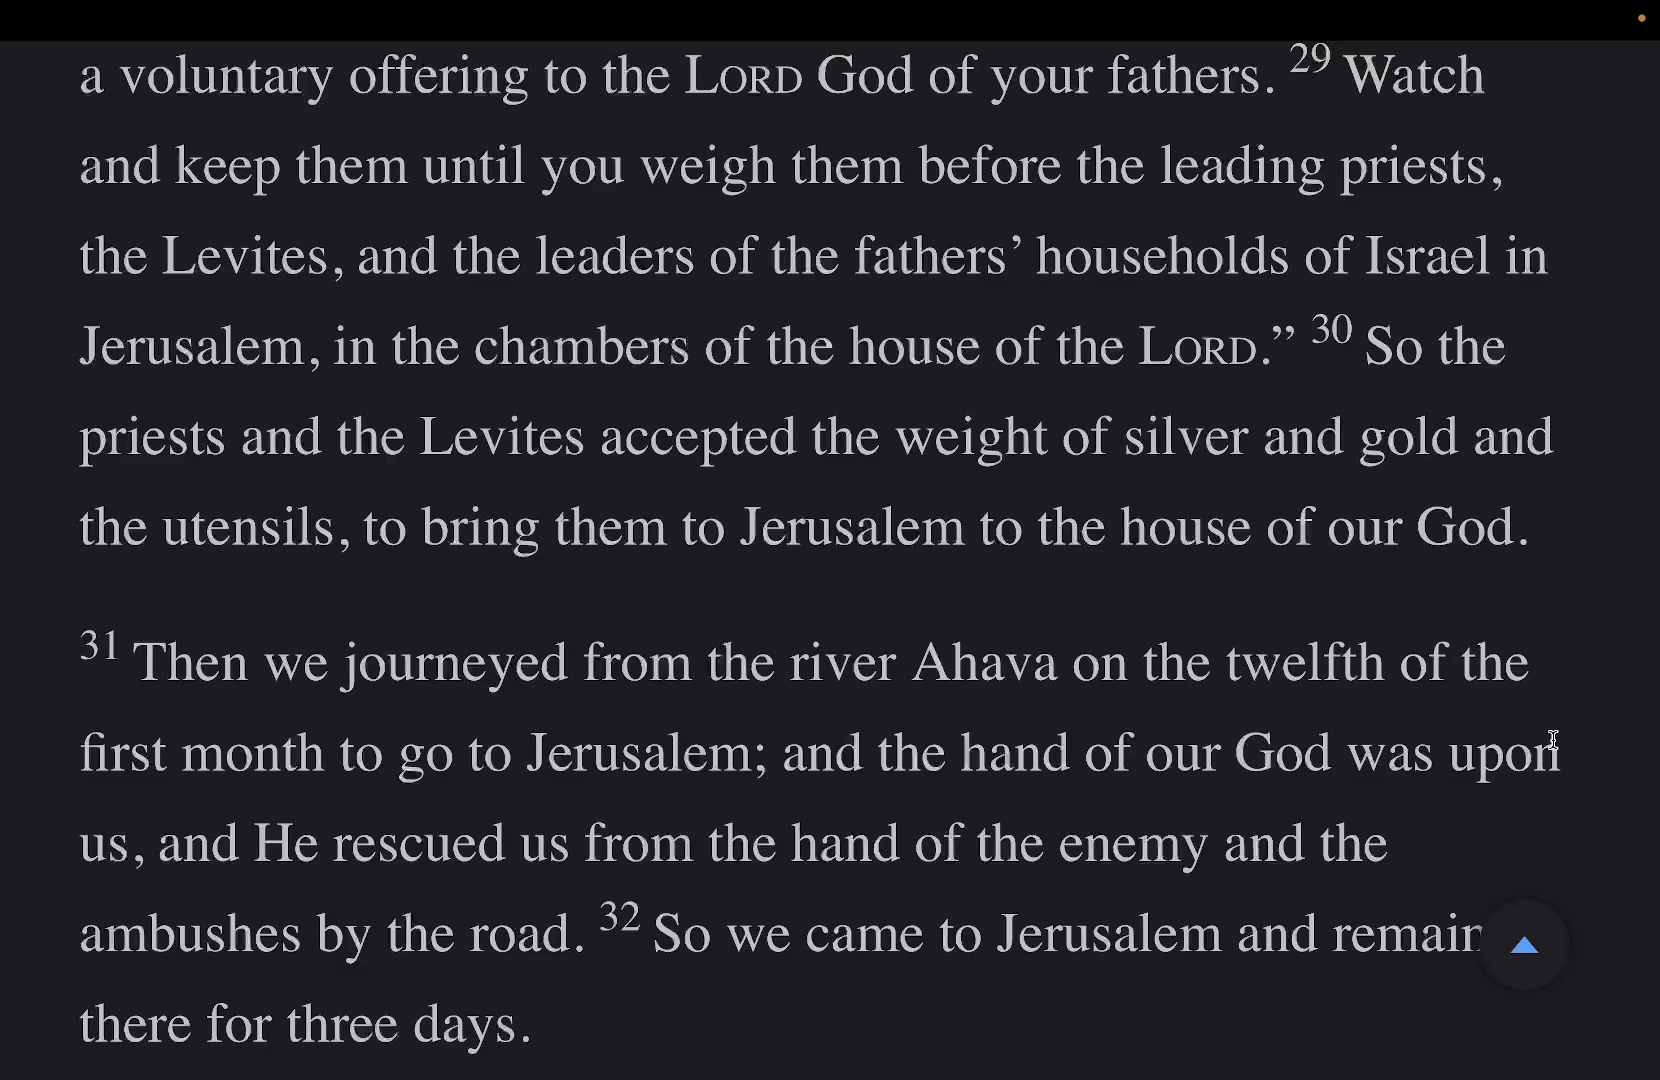 a voluntary offering to the LORD God of your fathers. 29 Watch
and keep them until you weigh them before the leading priests,
the Levites, and the leaders of the fathers’ households of Israel in
Jerusalem, in the chambers of the house of the LORD.” 30 So the
priests and the Levites accepted the weight of silver and gold and
the utensils, to bring them to Jerusalem to the house of our God.
31 Then we journeyed from the river Ahava on the twelfth of the
first month to go to Jerusalem; and the hand of our God was upon
us, and He rescued us from the hand of the enemy and the
ambushes by the road. 32 So we came to Jerusalem and remain
there for three days.